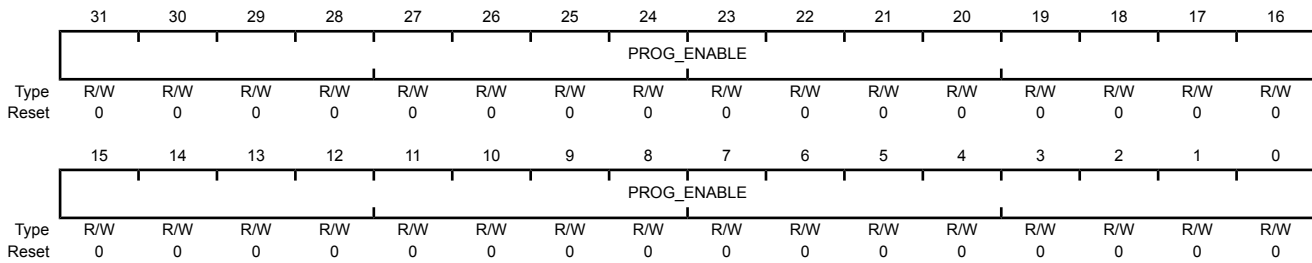 31 30 29 28 27 26 25 24 23 22 21 20 19 18 17 16
PROG_ENABLE
Type R/W R/W R/W R/W R/W R/W R/W R/W R/W R/W R/W R/W R/W R/W R/W R/W
Reset 0 0 0 0 0 0 0 0 0 0 0 0 0 0 0 0
15 14 13 12 11 10 9 8 7 6 5 4 3 2 1 0
PROG_ENABLE
Type R/W R/W R/W R/W R/W R/W R/W R/W R/W R/W R/W R/W R/W R/W R/W R/W
Reset 0 0 0 0 0 0 0 0 0 0 0 0 0 0 0 0